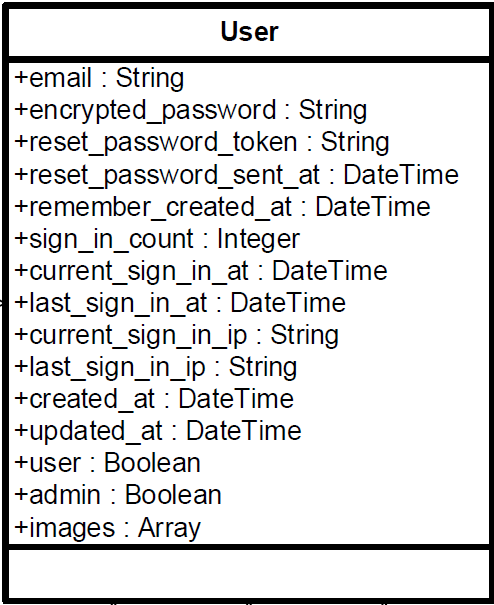 User
+email : String
+encrypted_password : String
+reset_password_token : String
+reset_password_sent_at : DateTime
+remember_created_at : DateTime
+sign_in_count : Integer
+current_sign_in_at : DateTime
+last_sign_in_at : DateTime
+current_sign_in_ip : String
+last_sign_in_ip : String
+created_at : DateTime
+updated_at : DateTime
+user : Boolean
+admin : Boolean
+images : Array